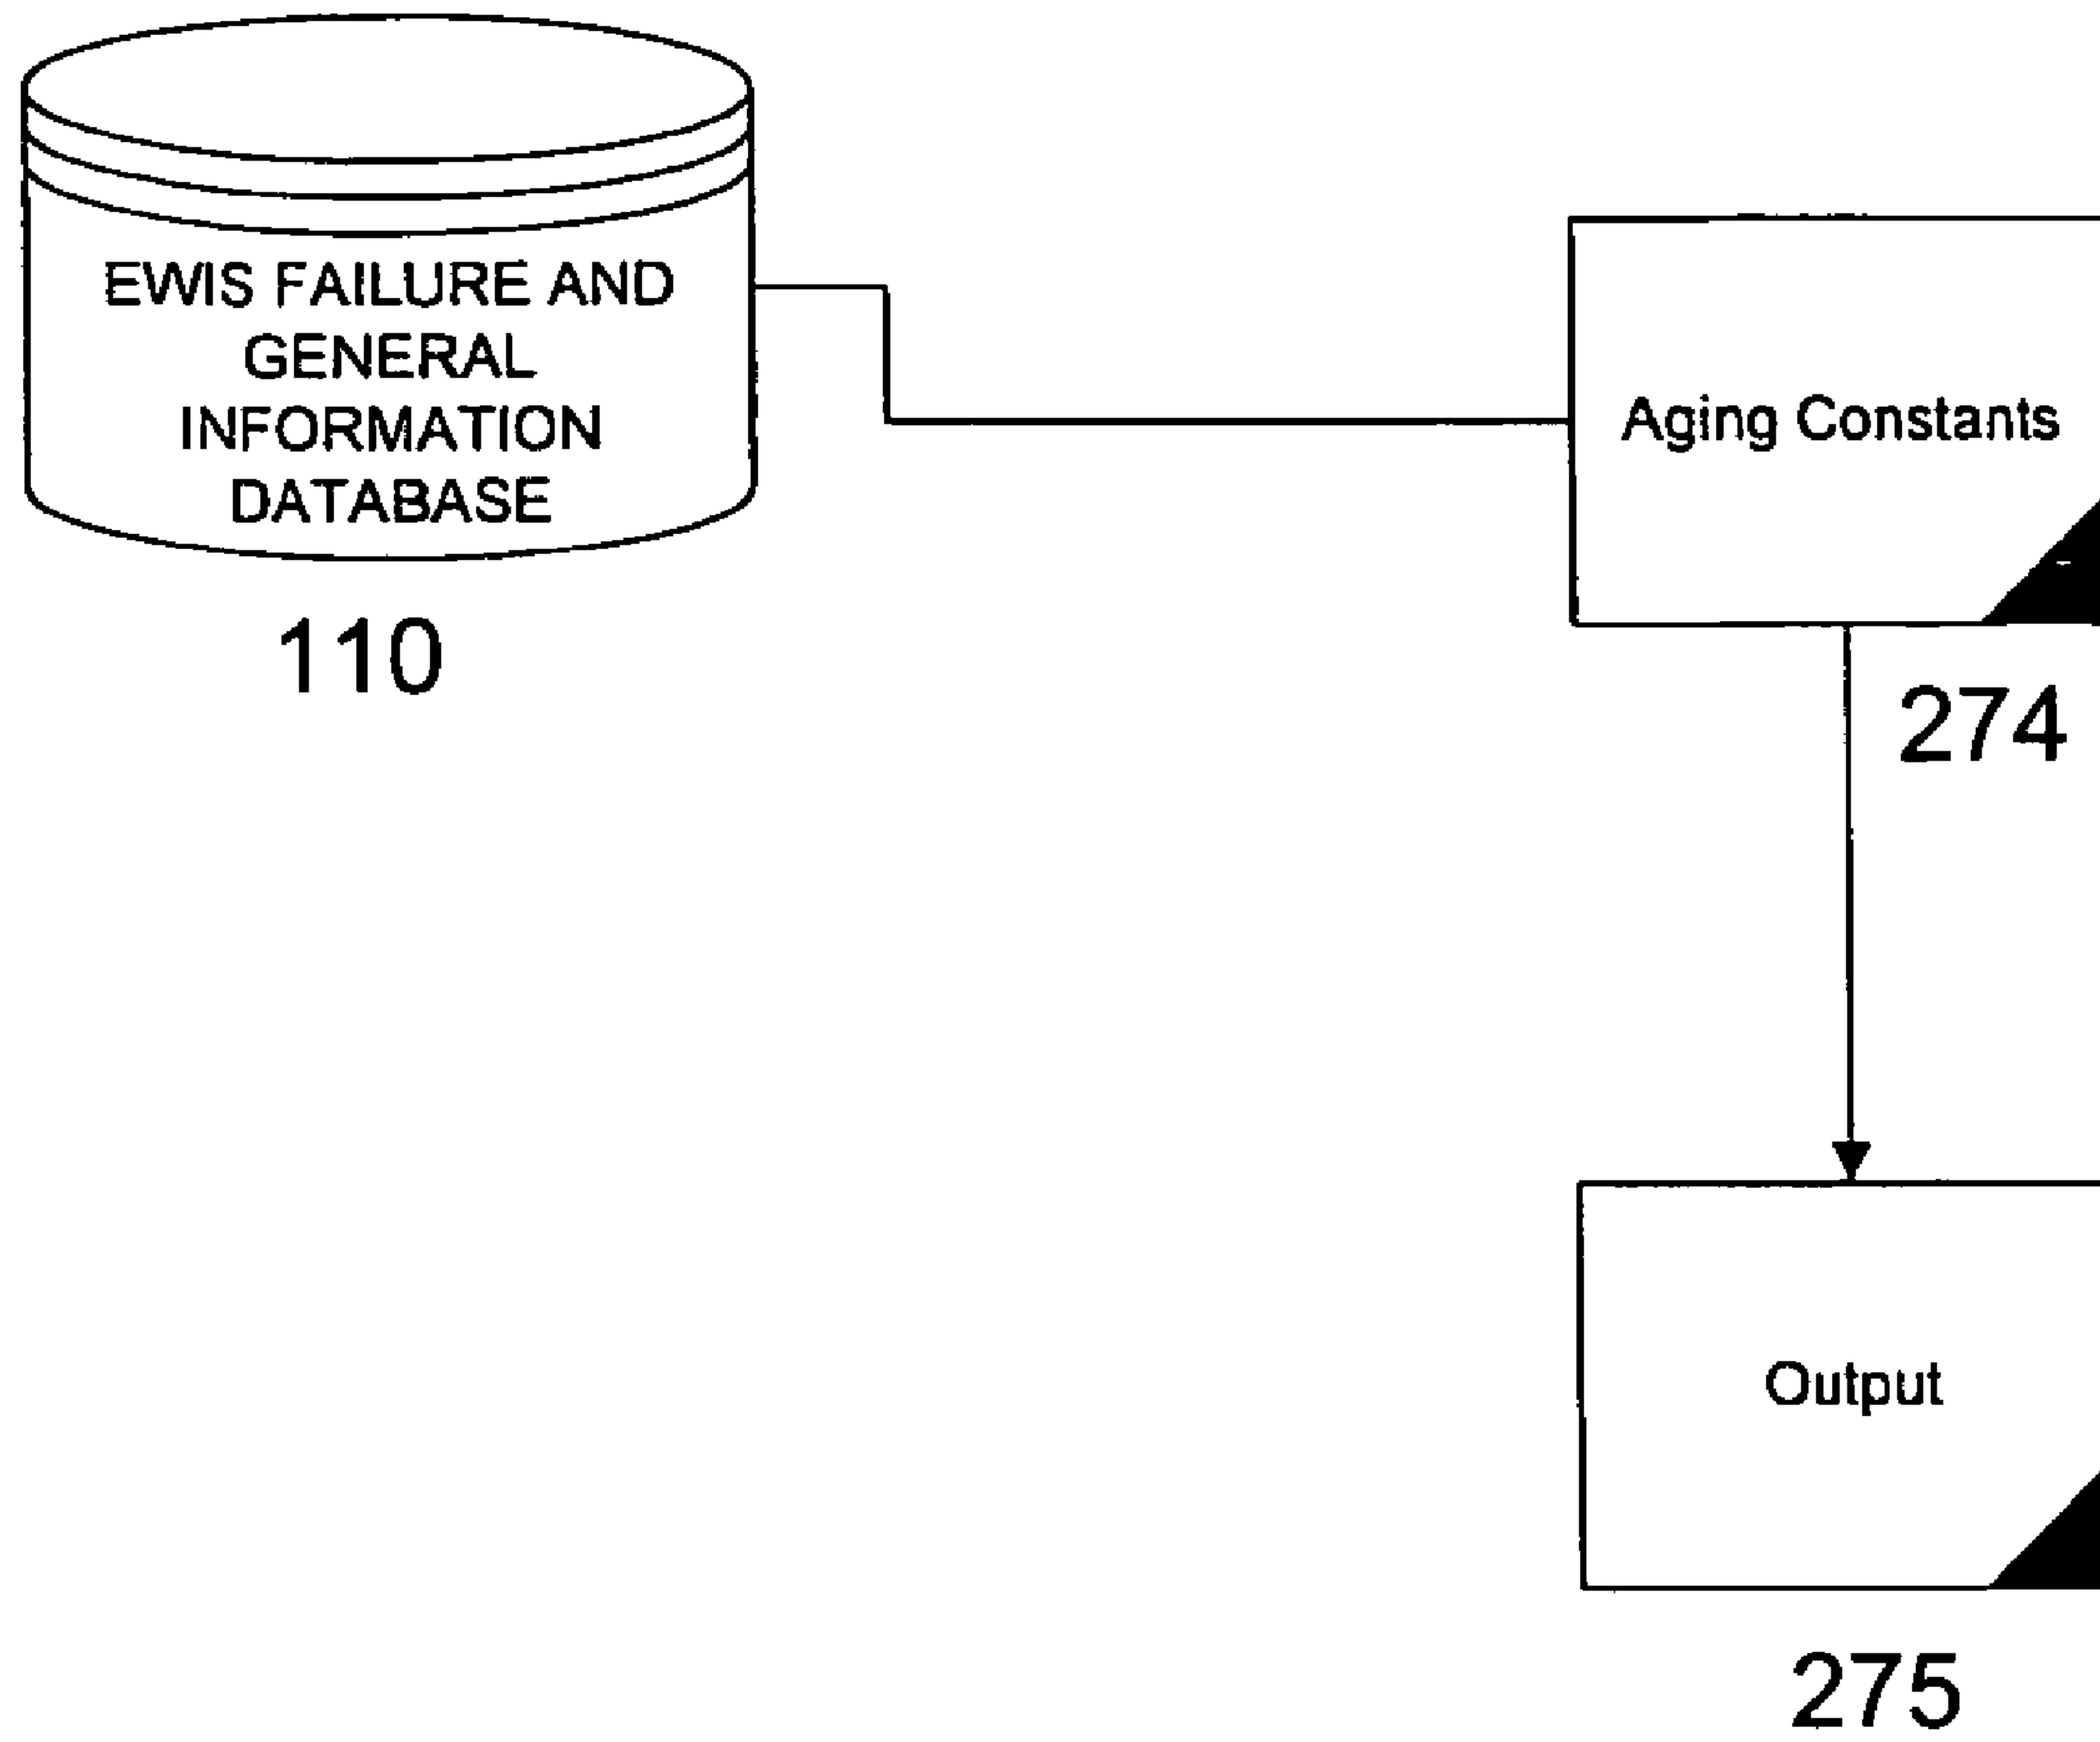 EWIS FAILURE AND
GENERAL
INFORMATION
DATABASE
110
Aging Constants
274
Output
275